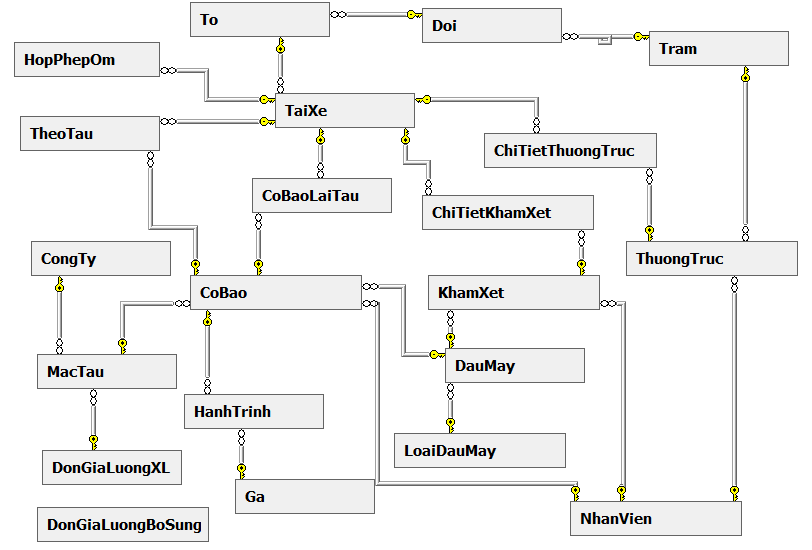 To
Doi
Tram
HopPhepOm
TaiXe
TheoTau
ChiTietThuongTruc
CoBaoLaiTau
ChiTietKhamXet
CongTy
ThuongTruc
CoBao
KhamXet
MacTau
DauMay
HanhTrinh
LoaiDauMay
DonGiaLuongXL
Ga
NhanVien
DonGiaLuongBoSung